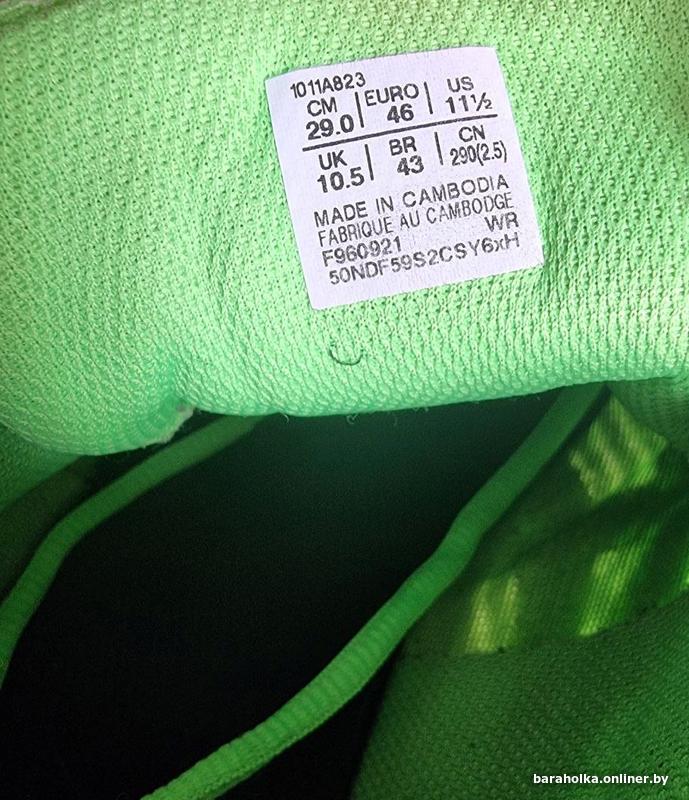 1011A823
CM | EURO | US
29.0 | 46 | 11½
UK | BR | CN
10.5 | 43 | 290(2.5)
MADE IN CAMBODIA
FABRIQUE AU CAMBODGE
F960921 WR
50NDF59S2CSY6xH
baraholka.onliner.by